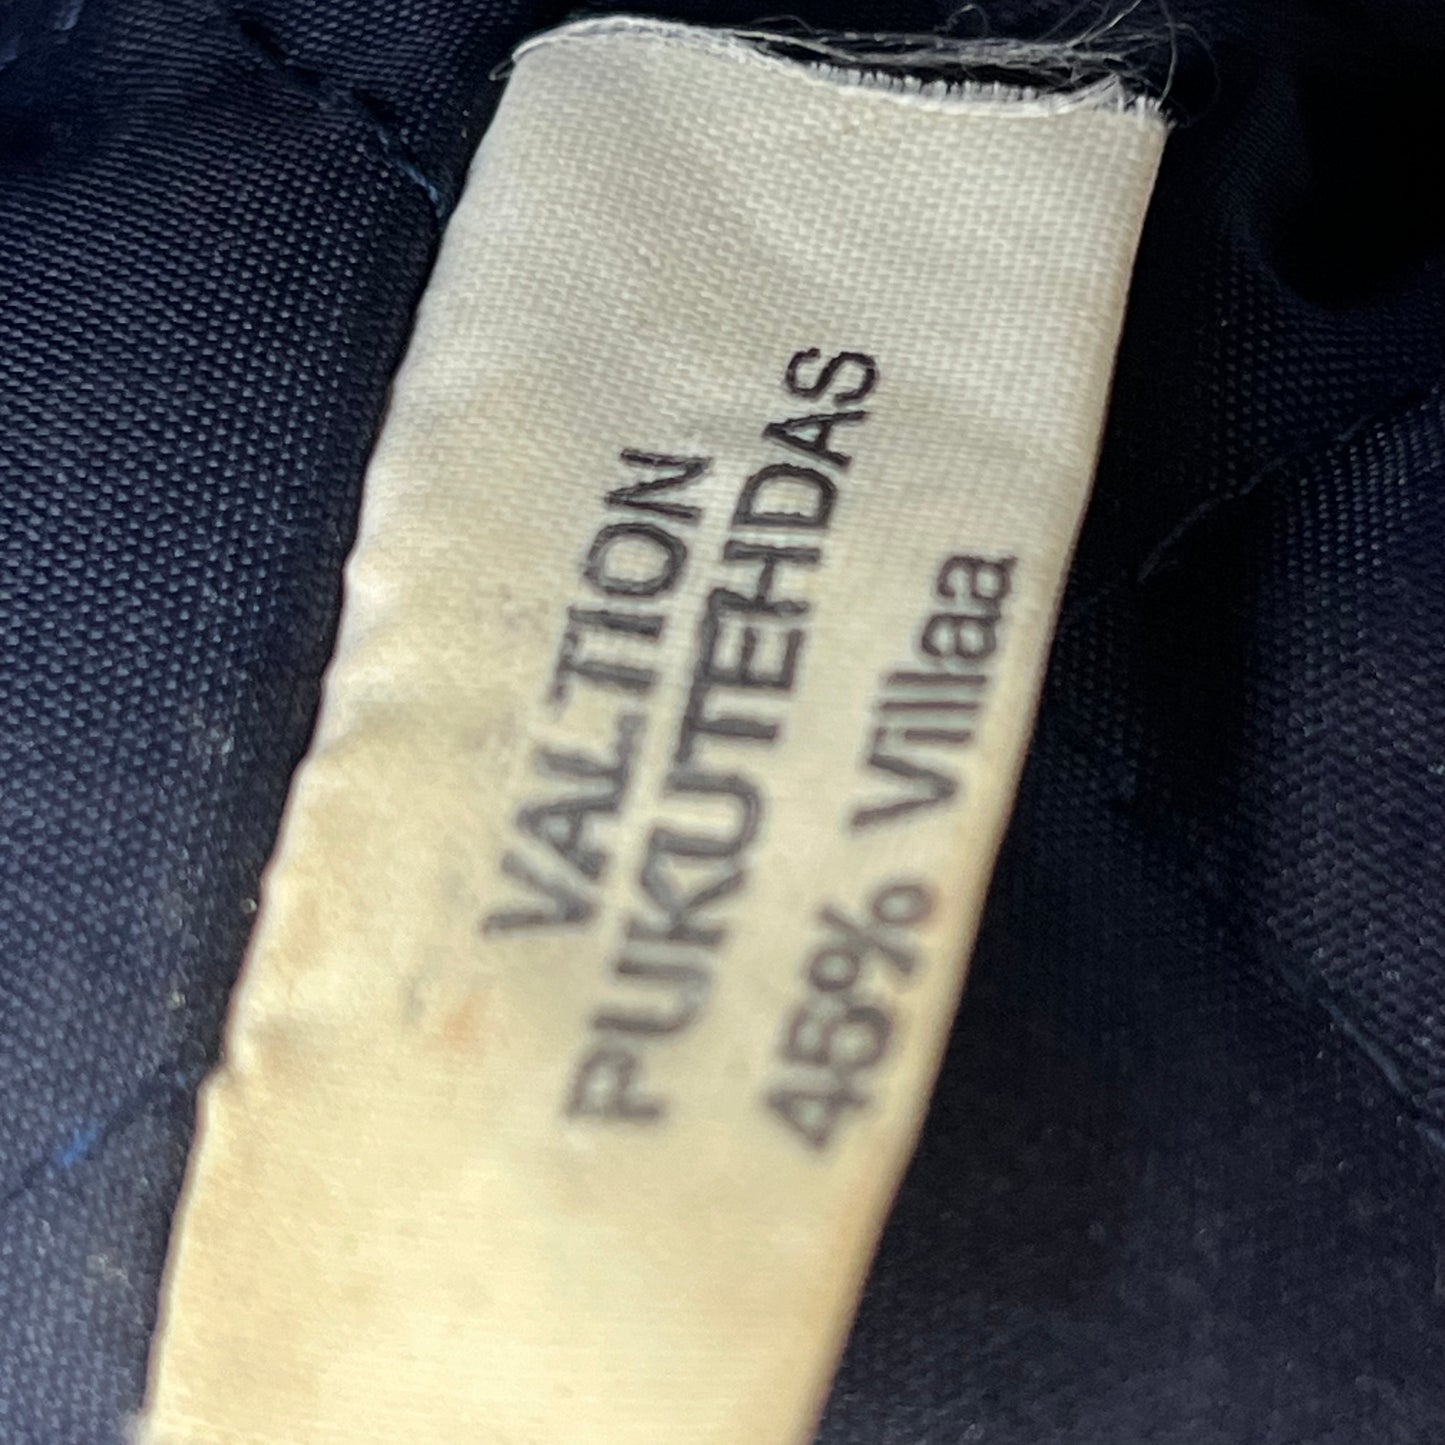 VALTION
PUKUTEHDAS
45% Villaa